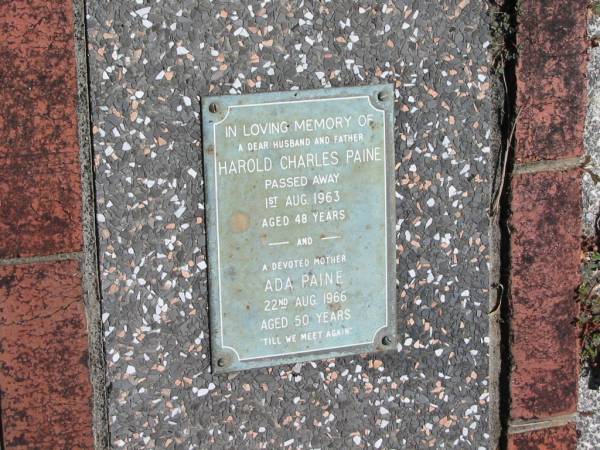 IN LOVING MEMORY OF
A DEAR HUSBAND AND FATHER
HAROLD CHARLES PAINE
PASSED AWAY
1ST AUG. 1963
AGED 48 YEARS
— AND —
A DEVOTED MOTHER
ADA PAINE
22ND AUG. 1966
AGED 50 YEARS
"TILL WE MEET AGAIN"